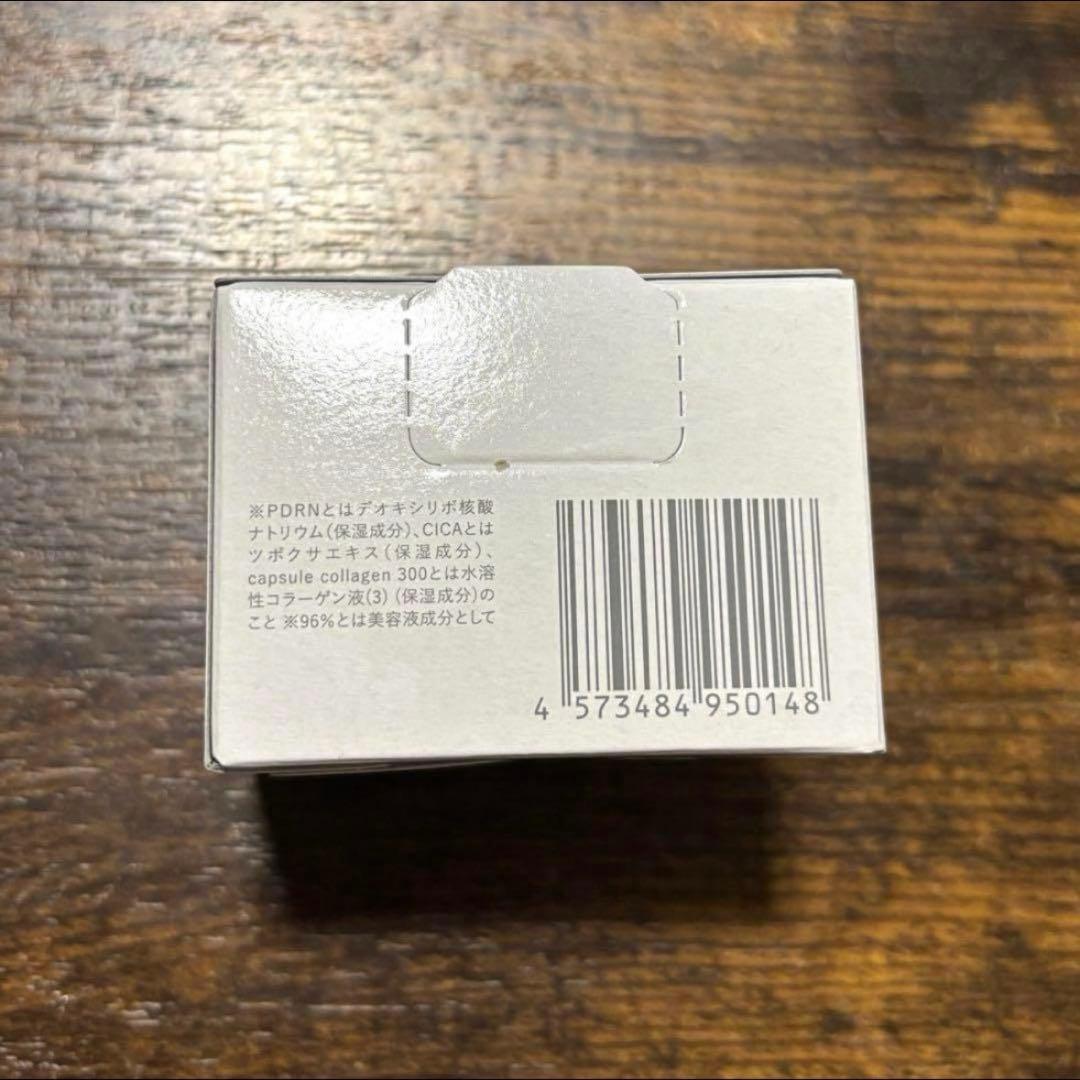 ※PDRNとはデオキシリボ核酸
ナトリウム(保湿成分)、CICAとは
ツボクサエキス(保湿成分)、
capsule collagen 300とは水溶
性コラーゲン液(3) (保湿成分)の
こと ※96%とは美容液成分として
4 573484 950148